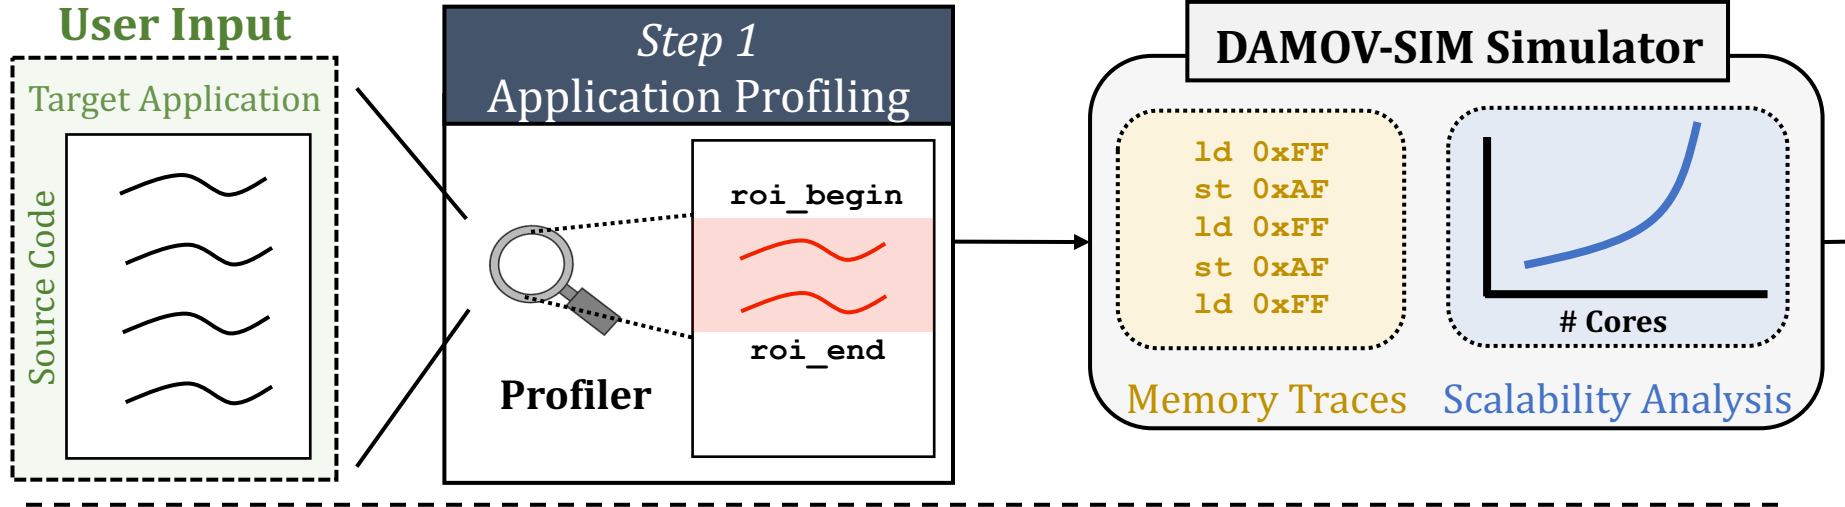 User Input
Target Application
Source Code
Step 1
Application Profiling
roi_begin
roi_end
Profiler
DAMOV-SIM Simulator
ld 0xFF
st 0xAF
ld 0xFF
st 0xAF
ld 0xFF
Memory Traces
# Cores
Scalability Analysis